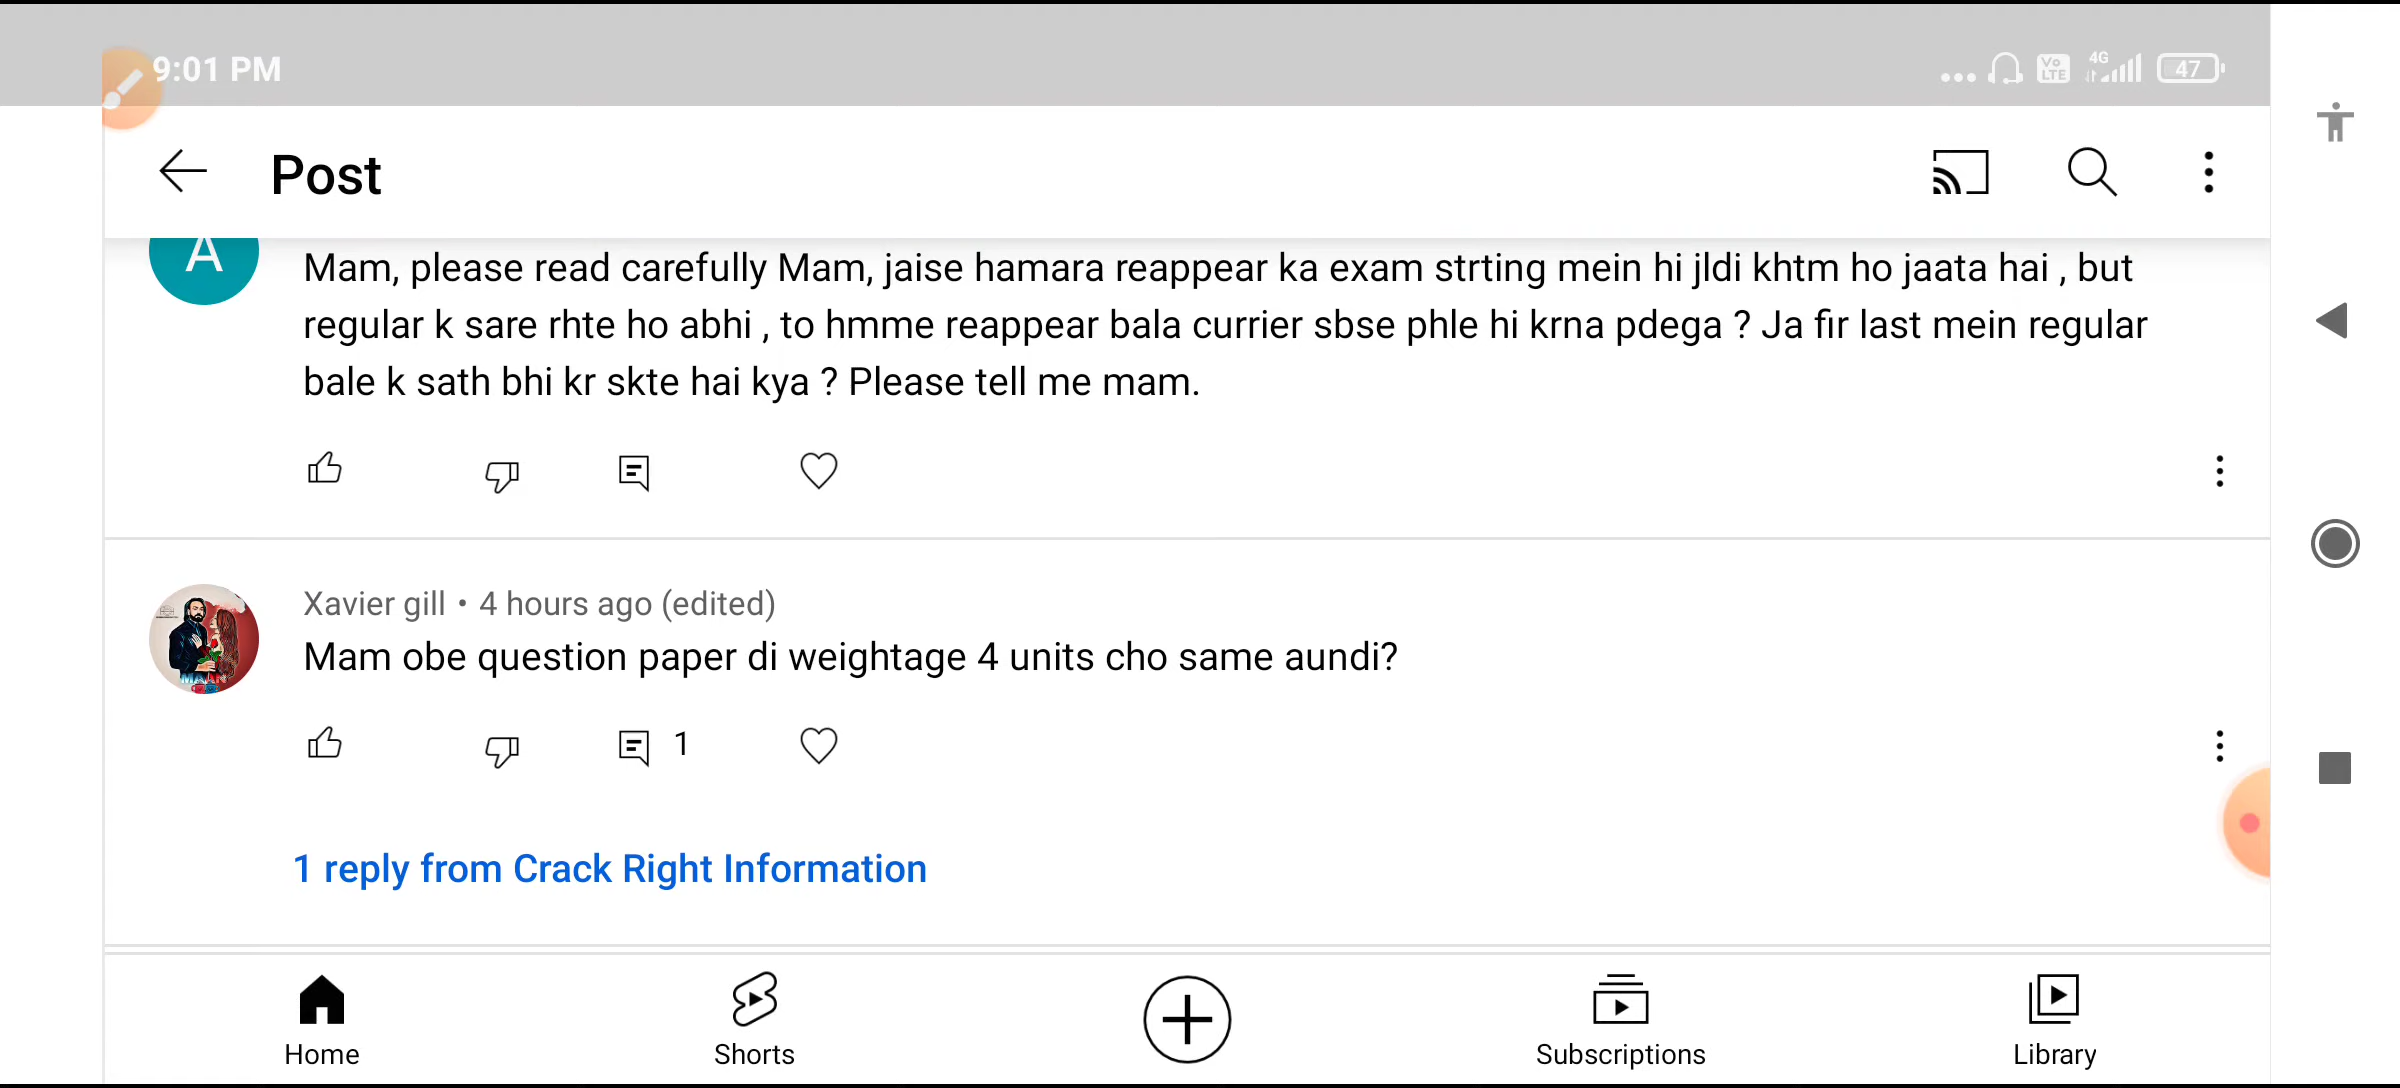 9:01 PM
4G
Vo
LTE
47
Post
A
Mam, please read carefully Mam, jaise hamara reappear ka exam strting mein hi jldi khtm ho jaata hai , but
regular k sare rhte ho abhi , to hmme reappear bala currier sbse phle hi krna pdega ? Ja fir last mein regular
bale k sath bhi kr skte hai kya ? Please tell me mam.
Xavier gill • 4 hours ago (edited)
Mam obe question paper di weightage 4 units cho same aundi?
1
1 reply from Crack Right Information
Home
Shorts
Subscriptions
Library